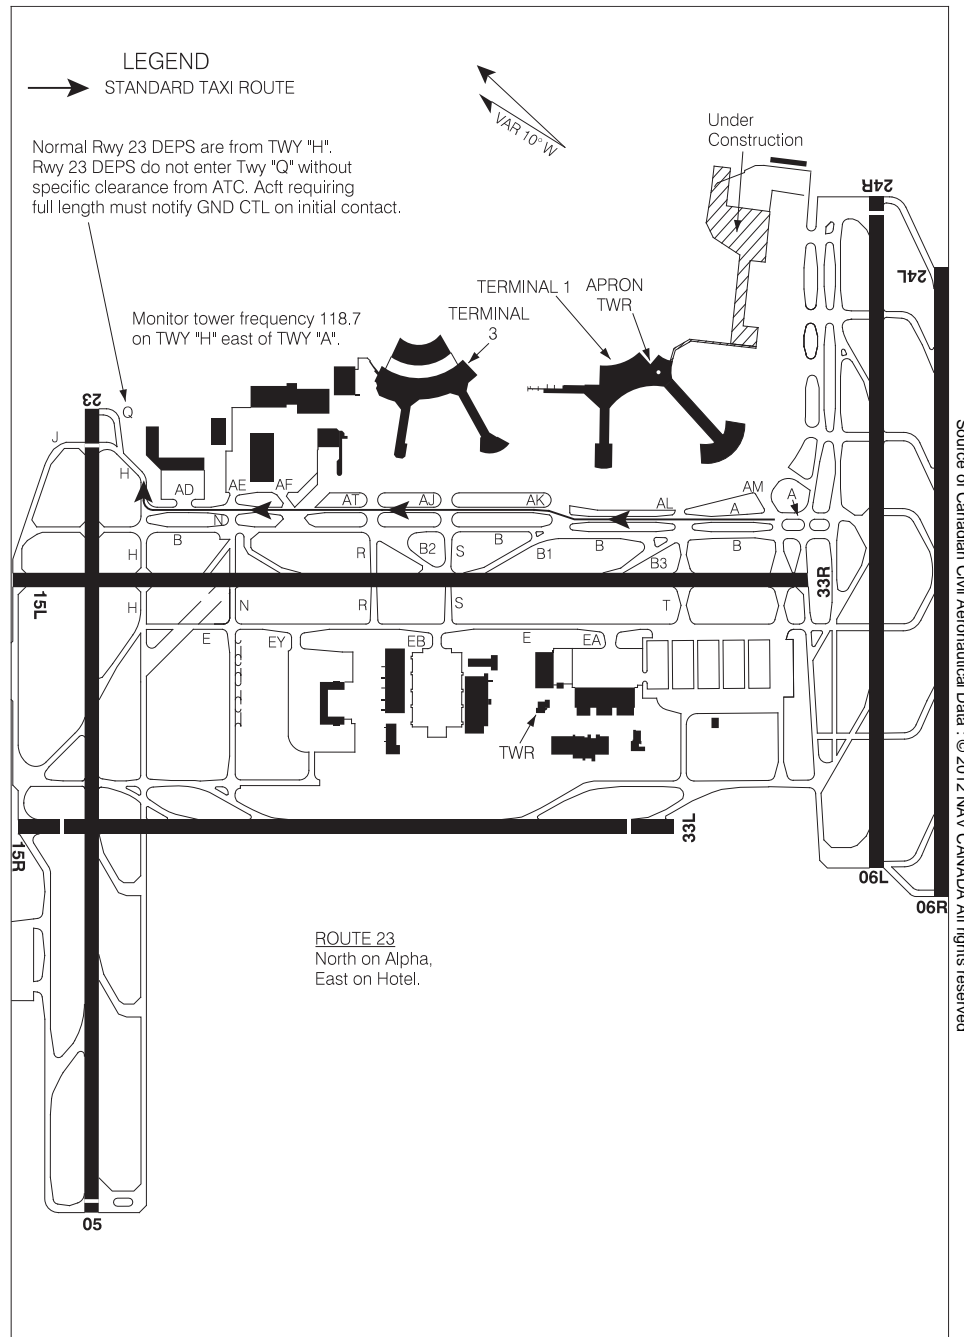 LEGEND
STANDARD TAXI ROUTE
VAR 10° W
Under
Construction
Normal Rwy 23 DEPS are from TWY "H".
Rwy 23 DEPS do not enter Twy "Q" without
specific clearance from ATC. Acft requiring
full length must notify GND CTL on initial contact.
24R
24L
TERMINAL 1
APRON
TWR
TERMINAL
3
Monitor tower frequency 118.7
on TWY "H" east of TWY "A".
23
Q
J
H
AD
AE
AF
AT
AJ
AK
AL
AM
A
A
N
B
H
R
B2
S
B
B1
B
B3
B
15L
33R
H
N
R
S
T
E
EY
EB
E
EA
TWR
15R
33L
06L
06R
ROUTE 23
North on Alpha,
East on Hotel.
05
Source of Canadian Civil Aeronautical Data : © 2012 NAV CANADA All rights reserved